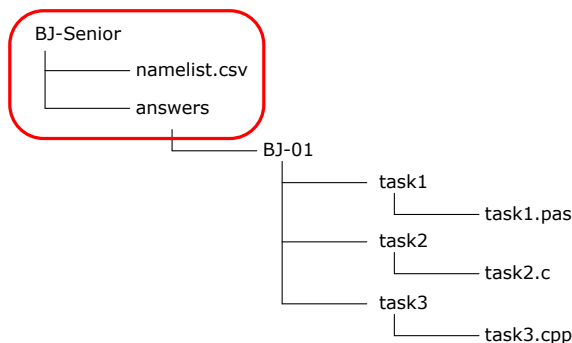 BJ-Senior
namelist.csv
answers
BJ-01
task1
task1.pas
task2
task2.c
task3
task3.cpp